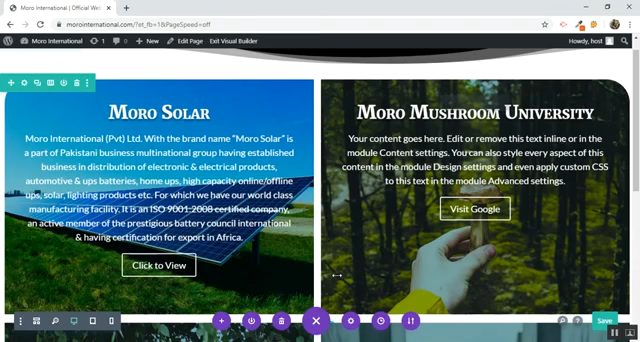 Moro International | Official Web
morointernational.com/?et_fb=1&PageSpeed=off
Moro International 1 0 New Edit Page Exit Visual Builder Howdy, host
Moro Solar
Moro International (Pvt) Ltd. With the brand name "Moro Solar" is
a part of Pakistani business multinational group having established
business in distribution of electronic & electrical products,
automotive & ups batteries, home ups, high capacity online/offline
ups, solar, lighting products etc. For which we have our world class
manufacturing facility. It is an ISO 9001-2008 certified company,
an active member of the prestigious battery council international
& having certification for export in Africa.
Click to View
Moro Mushroom University
Your content goes here. Edit or remove this text inline or in the
module Content settings. You can also style every aspect of this
content in the module Design settings and even apply custom CSS
to this text in the module Advanced settings.
Visit Google
Save